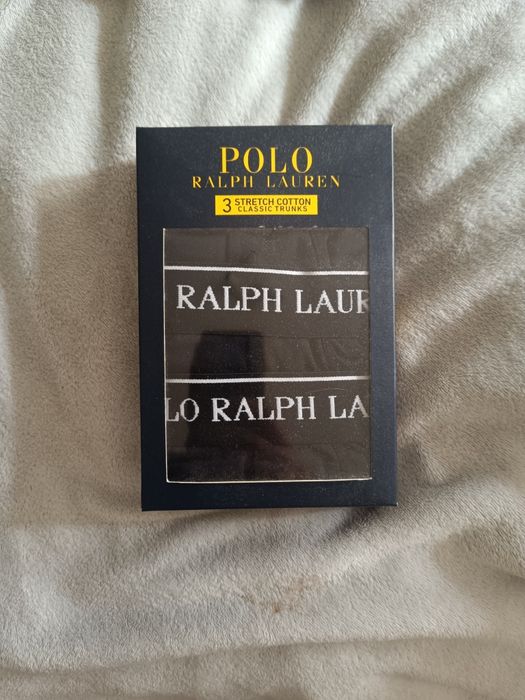 POLO
RALPH LAUREN
3 STRETCH COTTON
CLASSIC TRUNKS
RALPH LAUR
LO RALPH LA